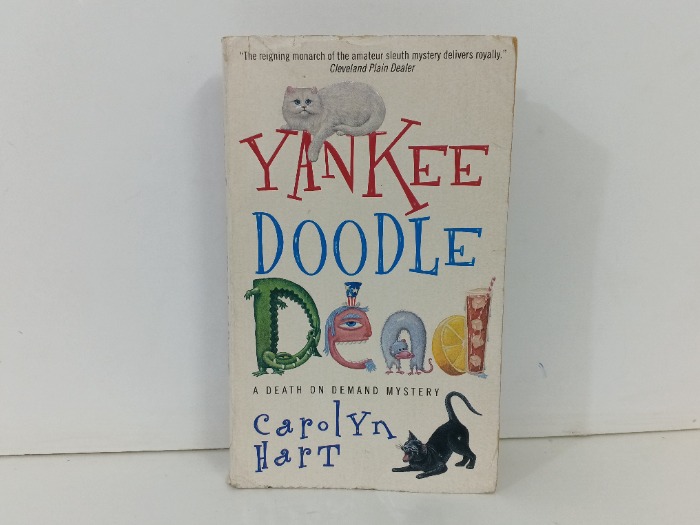 "The reigning monarch of the amateur sleuth mystery delivers royally."
Cleveland Plain Dealer
YANKEE
DOODLE
Dead
A DEATH ON DEMAND MYSTERY
carolyn
Hart